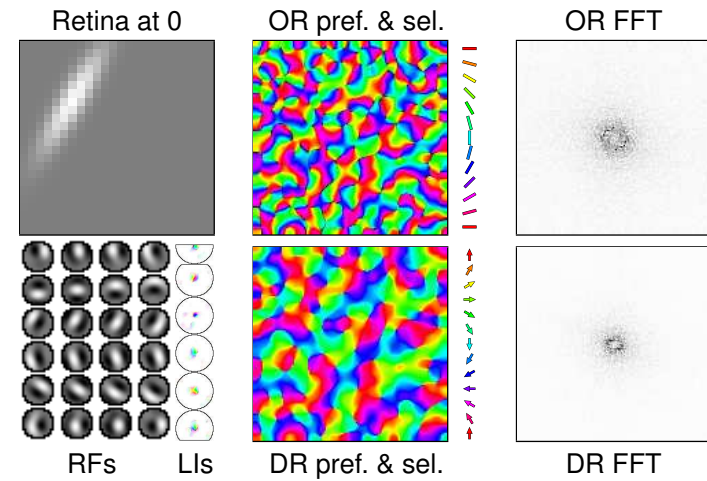 Retina at 0
OR pref. & sel.
OR FFT
RFs
LIs
DR pref. & sel.
DR FFT